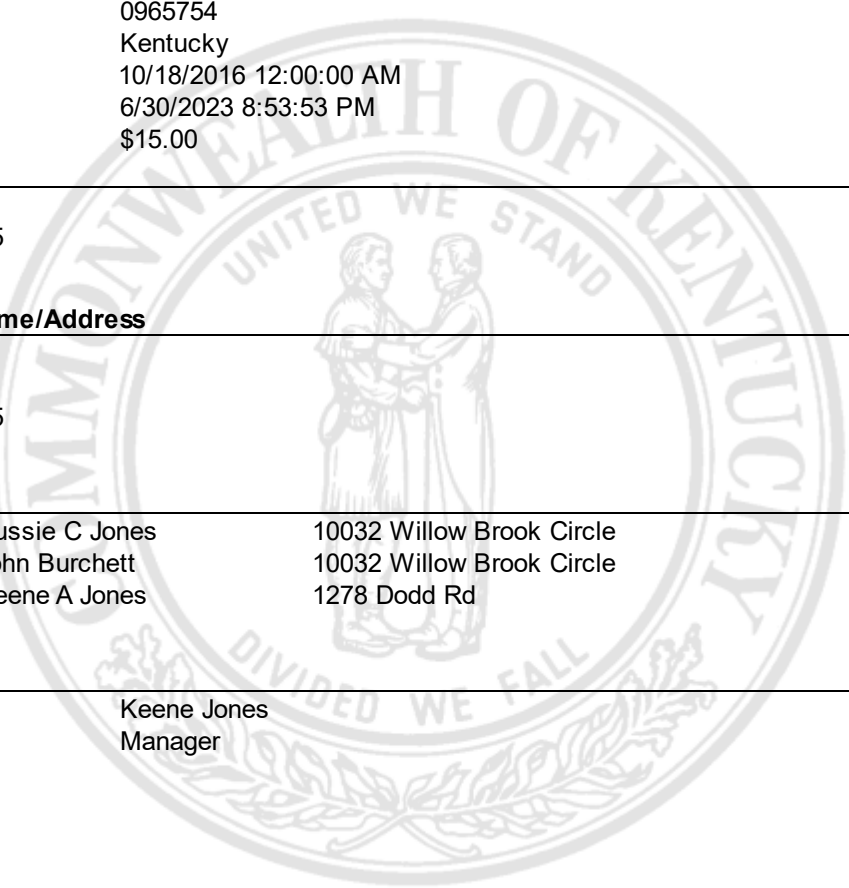 0965754
Kentucky
10/18/2016 12:00:00 AM
6/30/2023 8:53:53 PM
$15.00
COMMONWEALTH OF KENTUCKY
UNITED WE STAND
5
me/Address
5
ussie C Jones 10032 Willow Brook Circle
ohn Burchett 10032 Willow Brook Circle
eene A Jones 1278 Dodd Rd
DIVIDED WE FALL
Keene Jones
Manager